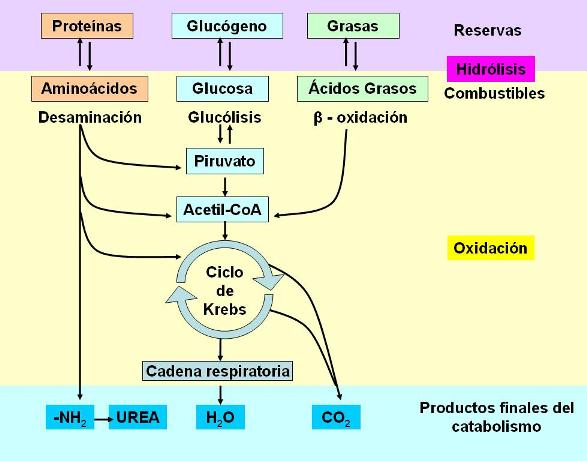 Proteínas
Glucógeno
Grasas
Reservas
Hidrólisis
Aminoácidos
Glucosa
Ácidos Grasos
Combustibles
Desaminación
Glucólisis
β - oxidación
Piruvato
Acetil-CoA
Oxidación
Ciclo
de
Krebs
Cadena respiratoria
-NH₂
UREA
H₂O
CO₂
Productos finales del
catabolismo